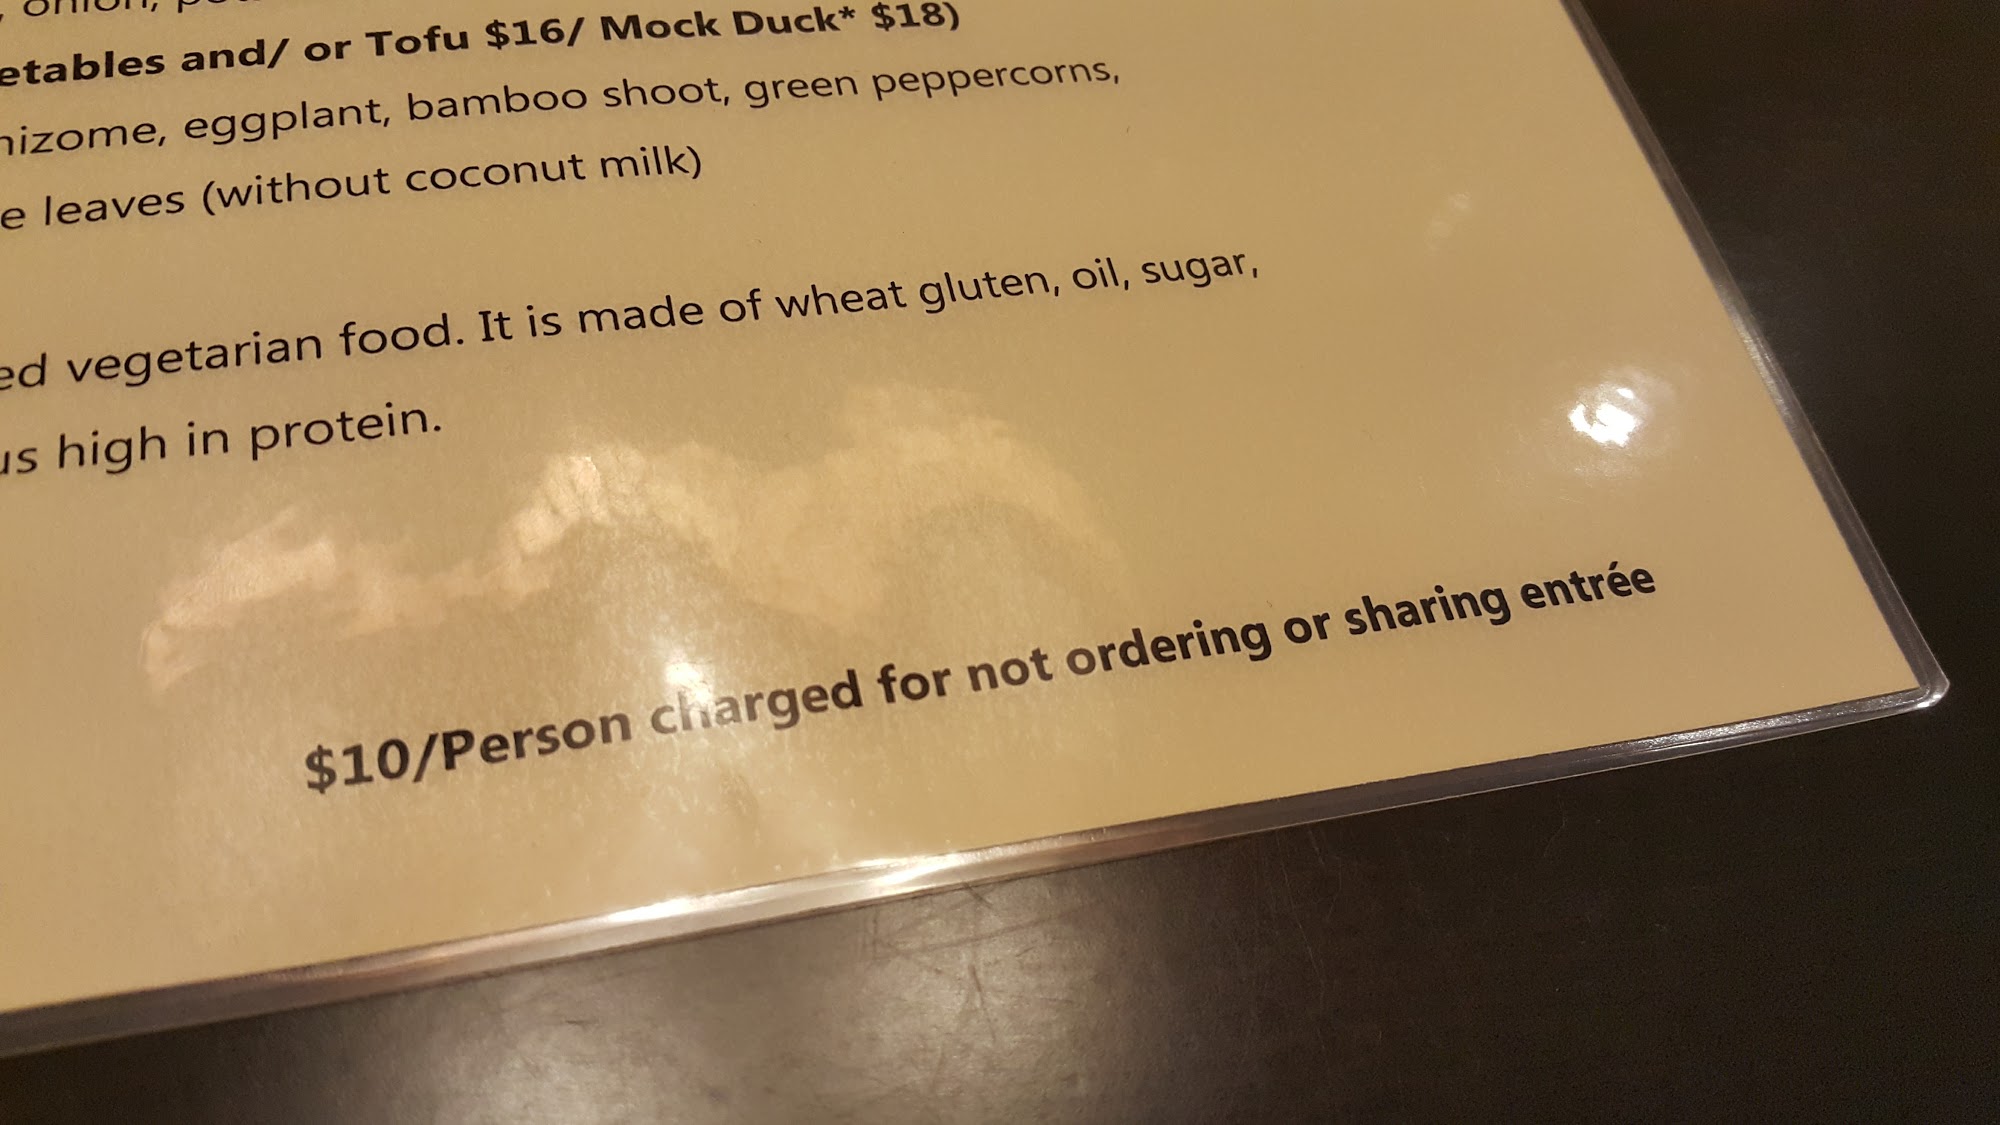 onion,
etables and/ or Tofu $16/ Mock Duck* $18)
hizome, eggplant, bamboo shoot, green peppercorns,
e leaves (without coconut milk)
ed vegetarian food. It is made of wheat gluten, oil, sugar,
us high in protein.
$10/Person charged for not ordering or sharing entrée